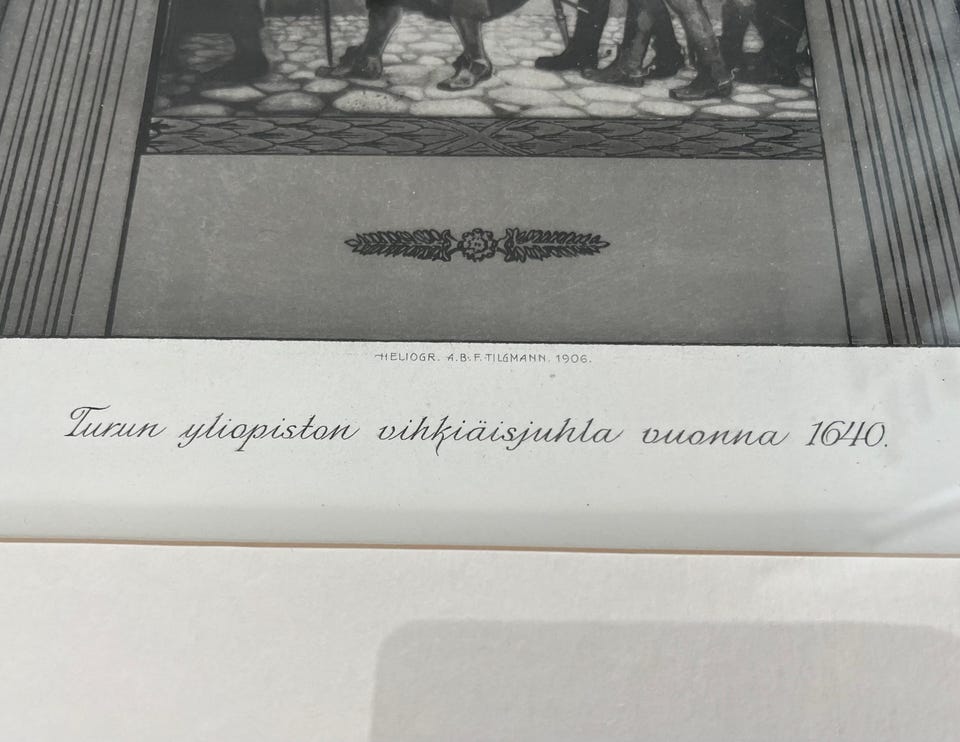 HELIOGR. A.B. F. TILGMANN. 1906.
Turun yliopiston vihkiäisjuhla vuonna 1640.